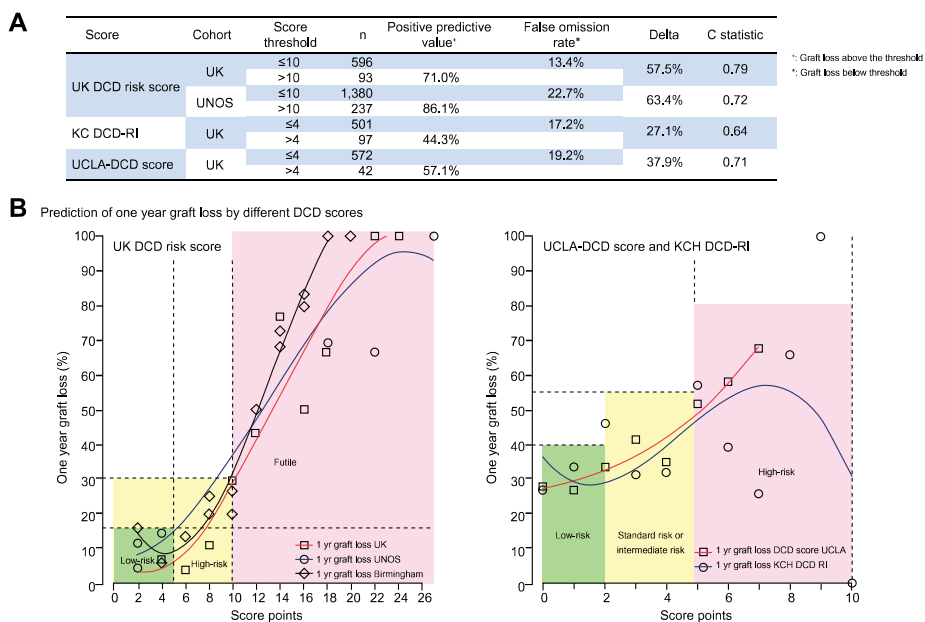 A
Score Cohort Score threshold n Positive predictive value⁺ False omission rate* Delta C statistic
UK DCD risk score UK ≤10 596 13.4% 57.5% 0.79
>10 93 71.0%
UNOS ≤10 1,380 22.7% 63.4% 0.72
>10 237 86.1%
KC DCD-RI UK ≤4 501 17.2% 27.1% 0.64
>4 97 44.3%
UCLA-DCD score UK ≤4 572 19.2% 37.9% 0.71
>4 42 57.1%
⁺: Graft loss above the threshold
*: Graft loss below threshold
B Prediction of one year graft loss by different DCD scores
UK DCD risk score
One year graft loss (%)
100
90
80
70
60
50
40
30
20
10
0
Futile
Low-risk
High-risk
1 yr graft loss UK
1 yr graft loss UNOS
1 yr graft loss Birmingham
0 2 4 6 8 10 12 14 16 18 20 22 24 26
Score points
UCLA-DCD score and KCH DCD-RI
One year graft loss (%)
100
90
80
70
60
50
40
30
20
10
0
High-risk
Low-risk
Standard risk or
intermediate risk
1 yr graft loss DCD score UCLA
1 yr graft loss KCH DCD RI
0 2 4 6 8 10
Score points